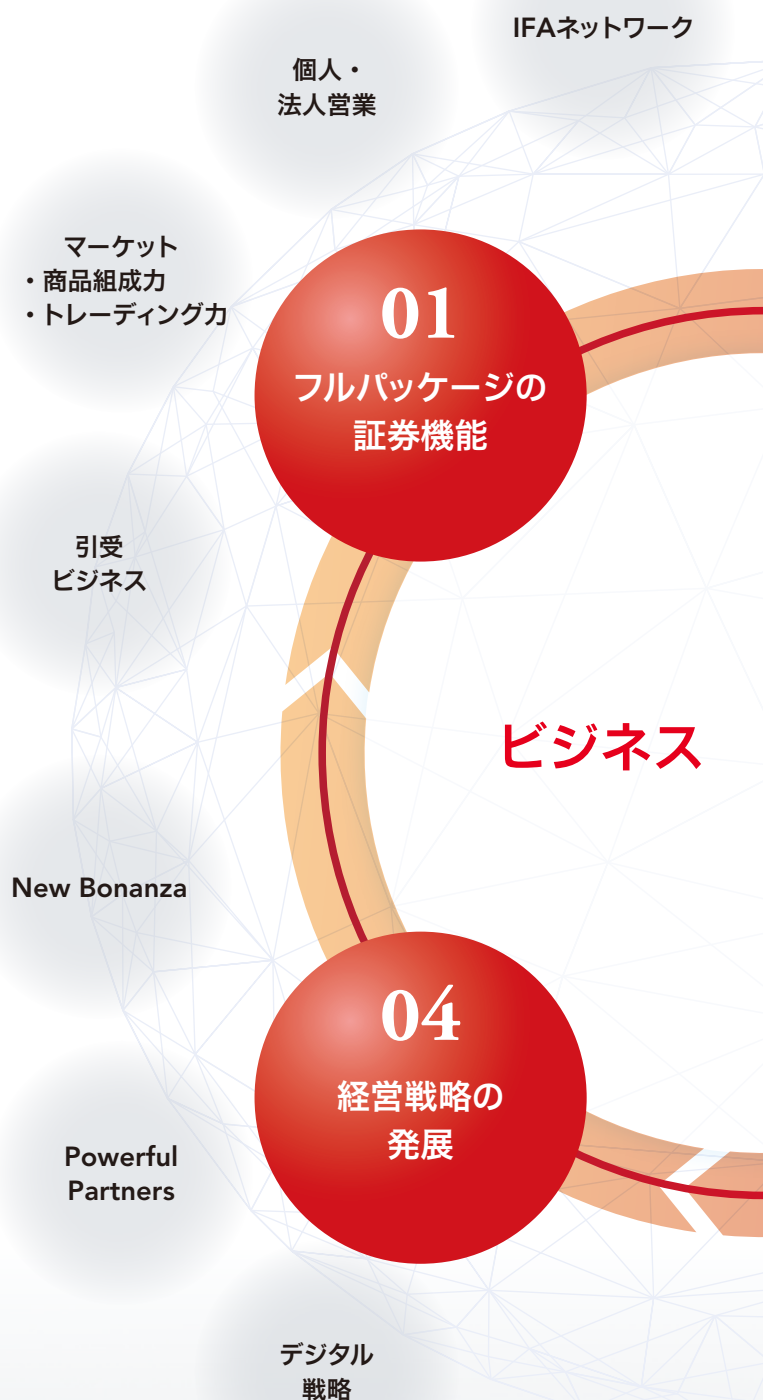 IFAネットワーク
個人・
法人営業
マーケット
・商品組成力
・トレーディング力
01
フルパッケージの
証券機能
引受
ビジネス
ビジネス
New Bonanza
04
経営戦略の
発展
Powerful
Partners
デジタル
戦略